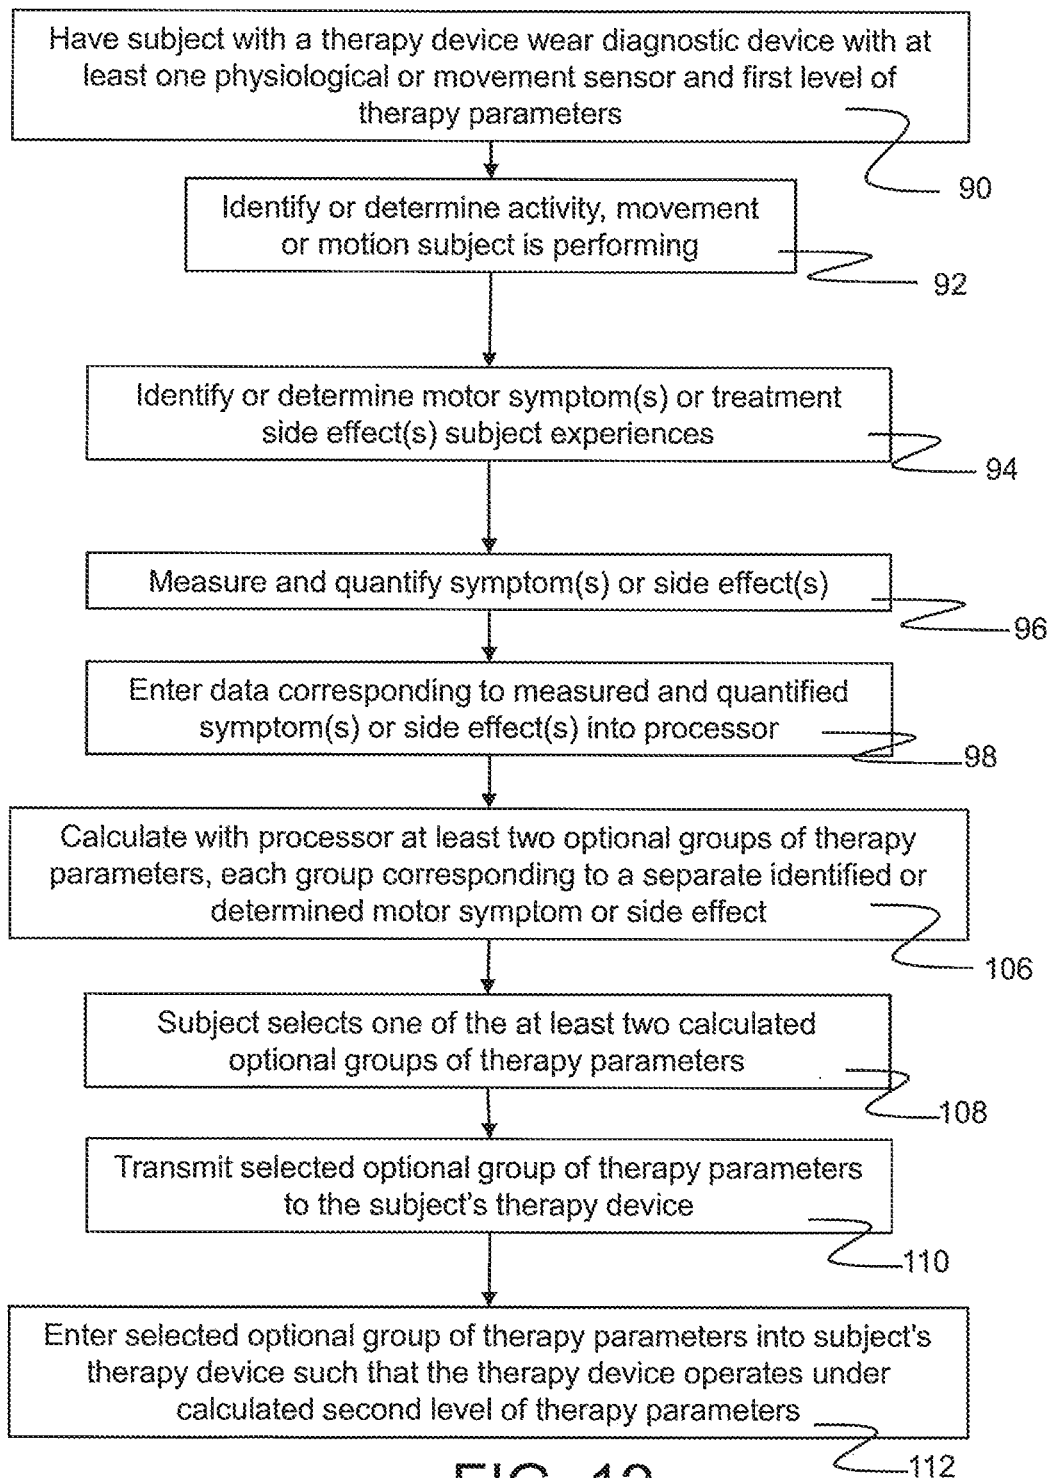 Have subject with a therapy device wear diagnostic device with at
least one physiological or movement sensor and first level of
therapy parameters
90
Identify or determine activity, movement
or motion subject is performing
92
Identify or determine motor symptom(s) or treatment
side effect(s) subject experiences
94
Measure and quantify symptom(s) or side effect(s)
96
Enter data corresponding to measured and quantified
symptom(s) or side effect(s) into processor
98
Calculate with processor at least two optional groups of therapy
parameters, each group corresponding to a separate identified or
determined motor symptom or side effect
106
Subject selects one of the at least two calculated
optional groups of therapy parameters
108
Transmit selected optional group of therapy parameters
to the subject's therapy device
110
Enter selected optional group of therapy parameters into subject's
therapy device such that the therapy device operates under
calculated second level of therapy parameters
112